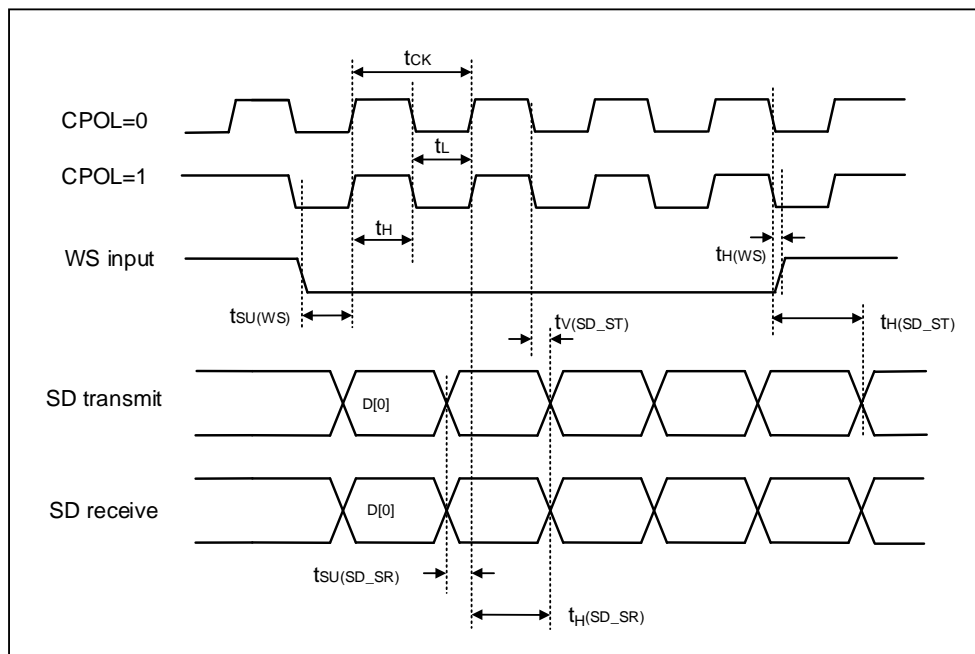 tCK
CPOL=0
tL
CPOL=1
tH
WS input
tH(WS)
tSU(WS)
tV(SD_ST)
tH(SD_ST)
SD transmit
D[0]
SD receive
D[0]
tSU(SD_SR)
tH(SD_SR)